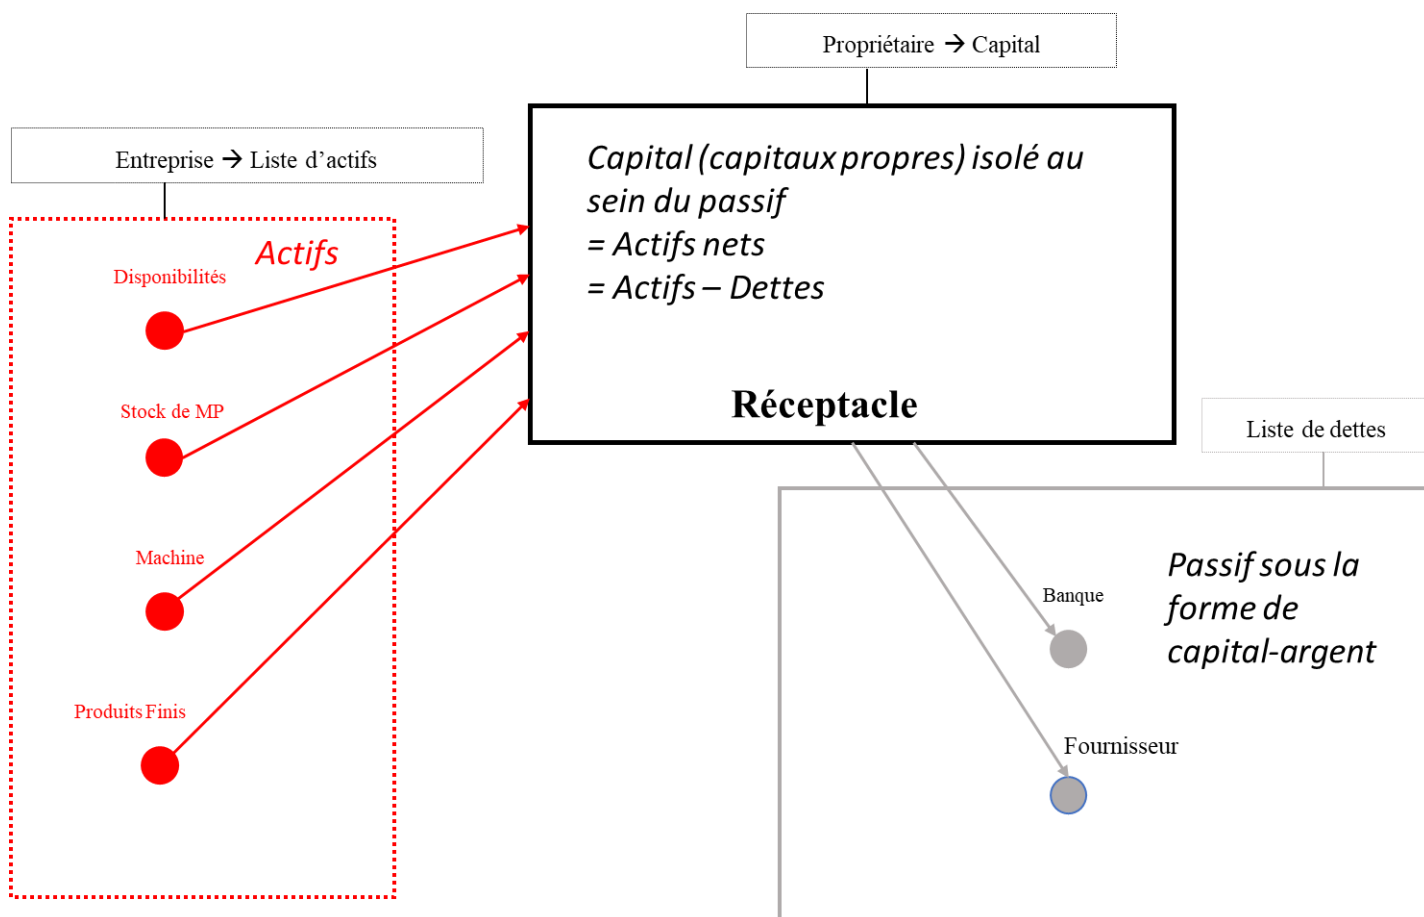 Propriétaire → Capital
Entreprise → Liste d'actifs
Capital (capitaux propres) isolé au
sein du passif
= Actifs nets
= Actifs – Dettes
Réceptacle
Actifs
Disponibilités
Stock de MP
Machine
Produits Finis
Liste de dettes
Passif sous la
forme de
capital-argent
Banque
Fournisseur